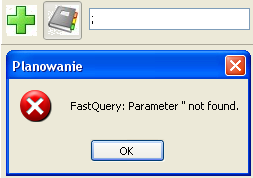 ;
Planowanie
FastQuery: Parameter '' not found.
OK